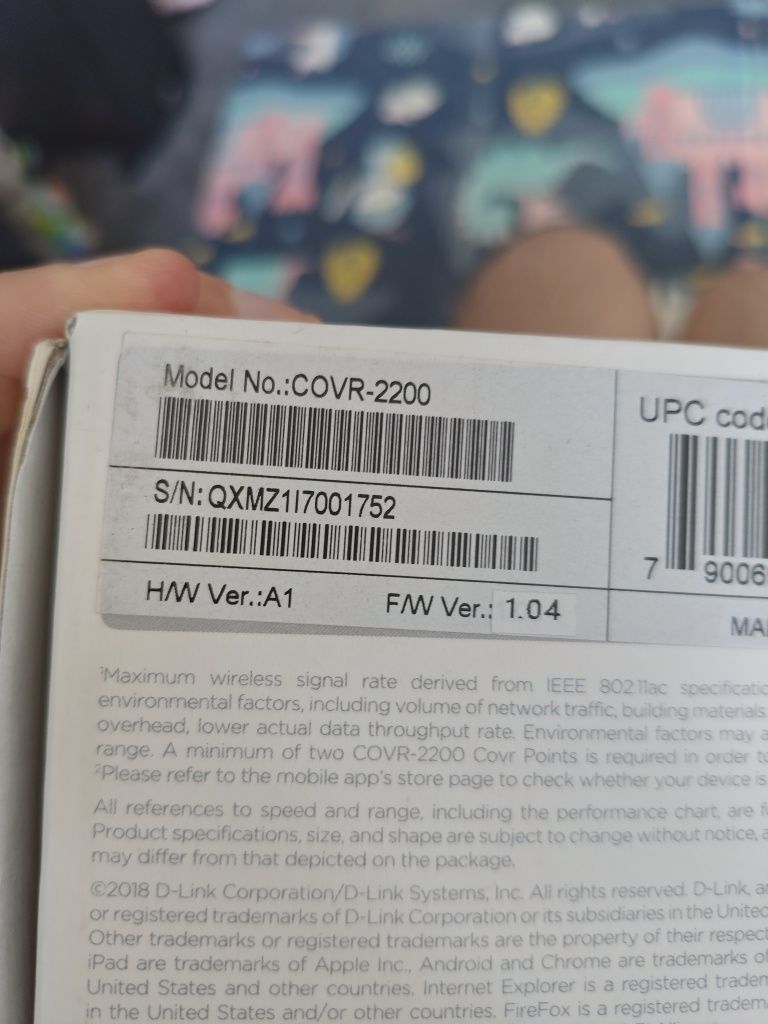 Model No.:COVR-2200
S/N: QXMZ1I7001752
H/W Ver.:A1 F/W Ver.: 1.04
UPC
7 9006
¹Maximum wireless signal rate derived from IEEE 802.11ac
environmental factors, including volume of network traffic, building materials
overhead, lower actual data throughput rate. Environmental factors may
range. A minimum of two COVR-2200 Covr Points is required in order
²Please refer to the mobile app's store page to check whether your device is
All references to speed and range, including the performance chart, are
Product specifications, size, and shape are subject to change without notice,
may differ from that depicted on the package.
©2018 D-Link Corporation/D-Link Systems, Inc. All rights reserved. D-Link,
or registered trademarks of D-Link Corporation or its subsidiaries in the United
Other trademarks or registered trademarks are the property of their
iPad are trademarks of Apple Inc., Android and Chrome are trademarks of
United States and other countries. Internet Explorer is a registered
in the United States and/or other countries. FireFox is a registered